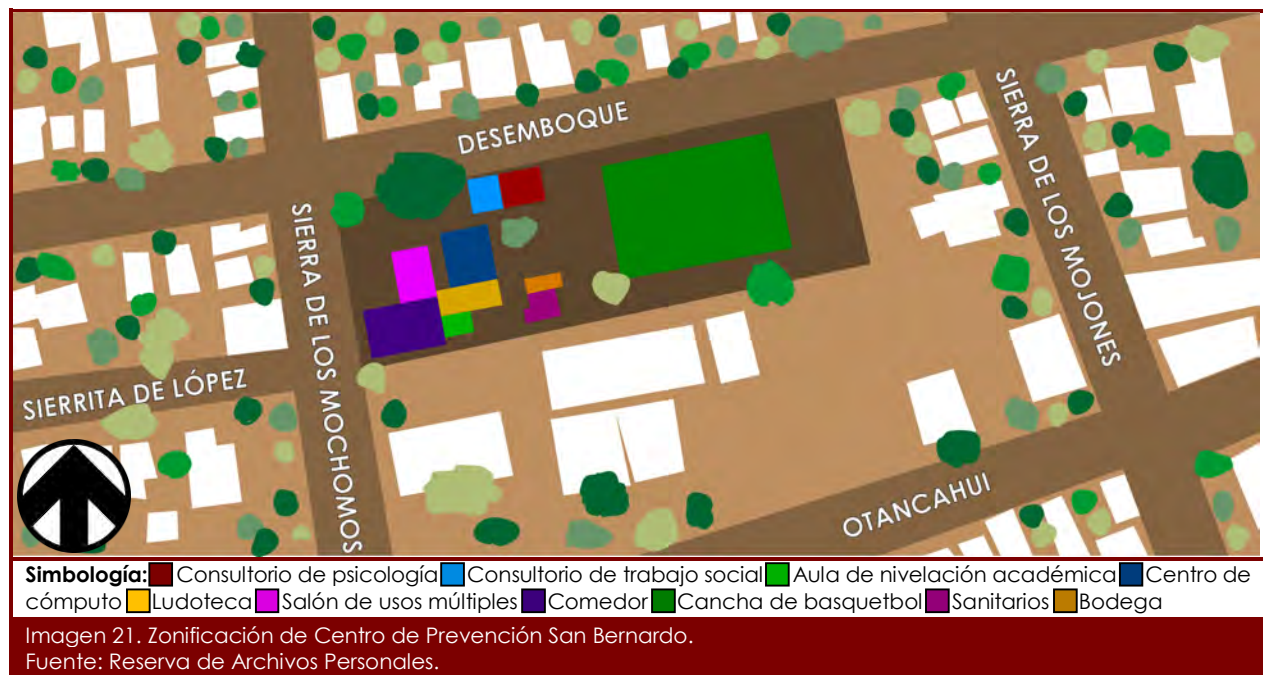 DESEMBOQUE
SIERRA DE LOS MOJONES
SIERRA DE LOS MOCHOMOS
SIERRITA DE LÓPEZ
OTANCAHUI
Simbología: Consultorio de psicología Consultorio de trabajo social Aula de nivelación académica Centro de
cómputo Ludoteca Salón de usos múltiples Comedor Cancha de basquetbol Sanitarios Bodega
Imagen 21. Zonificación de Centro de Prevención San Bernardo.
Fuente: Reserva de Archivos Personales.